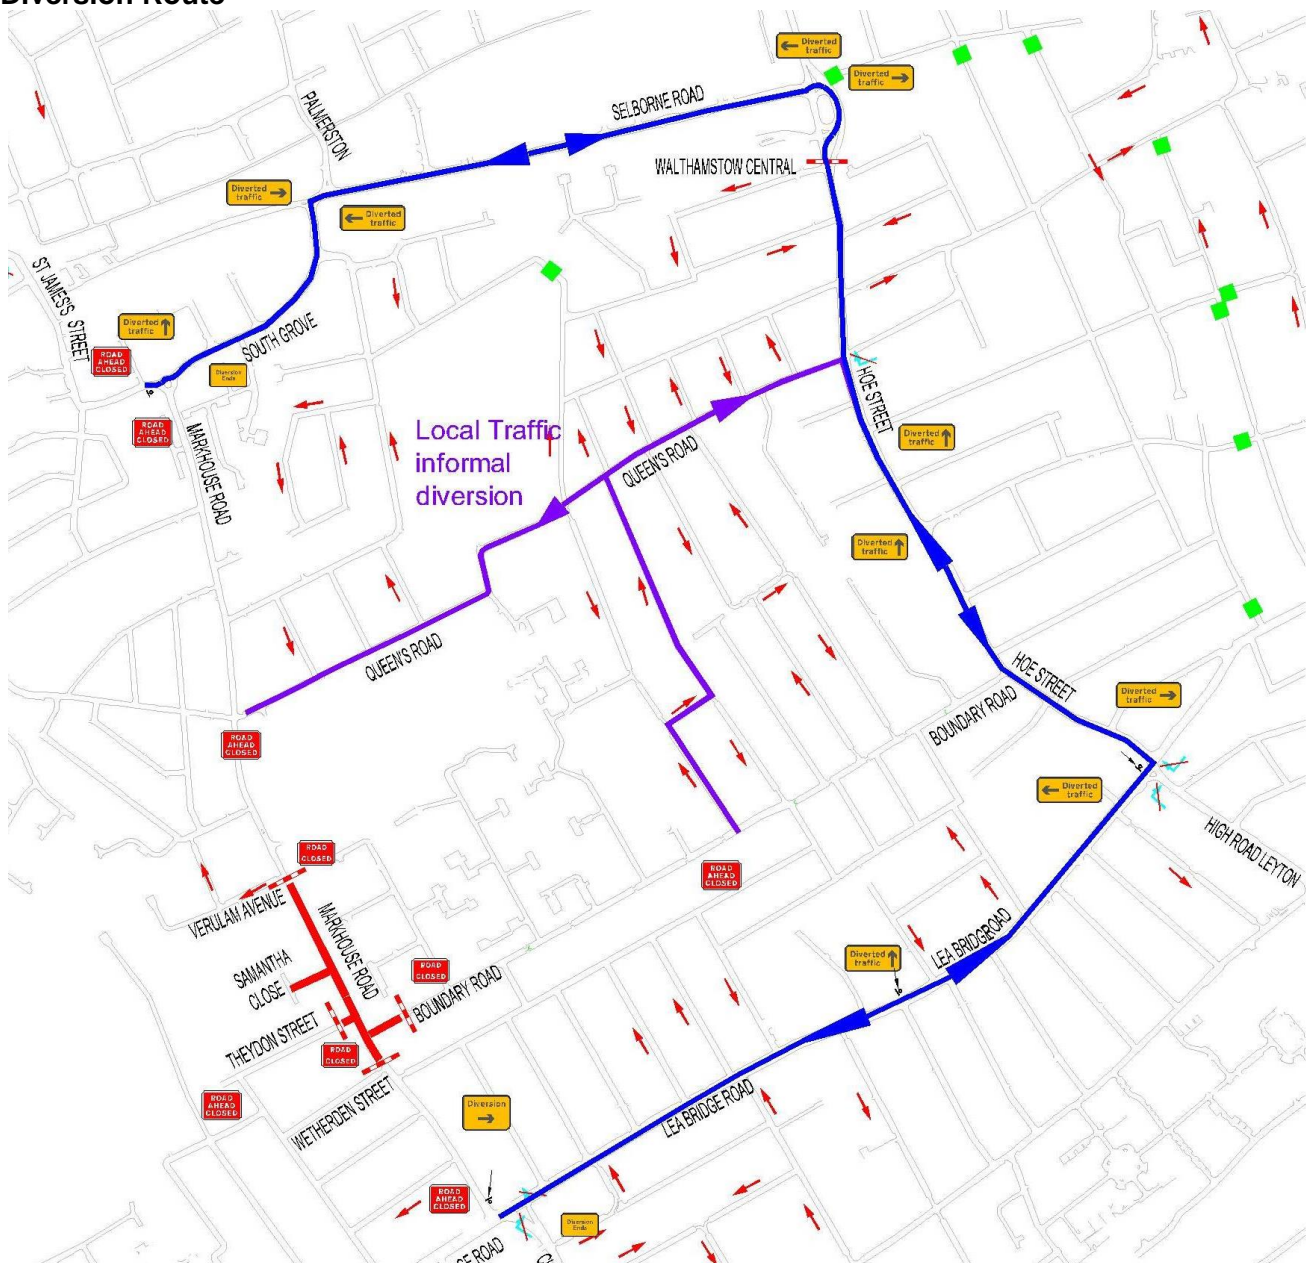 Diversion Route
Diverted
traffic
Diverted
traffic
SELBORNE ROAD
PALMERSTON
WALTHAMSTOW CENTRAL
Diverted
traffic
Diverted
traffic
ST JAMES'S STREET
Diverted
traffic
SOUTH GROVE
ROAD
AHEAD
CLOSED
Diversion
Ends
HOE STREET
ROAD
AHEAD
CLOSED
MARKHOUSE ROAD
Local Traffic
informal
diversion
QUEEN'S ROAD
Diverted
traffic
Diverted
traffic
QUEEN'S ROAD
HOE STREET
BOUNDARY ROAD
Diverted
traffic
ROAD
AHEAD
CLOSED
Diverted
traffic
HIGH ROAD LEYTON
ROAD
CLOSED
ROAD
AHEAD
CLOSED
VERULAM AVENUE
MARKHOUSE ROAD
LEA BRIDGEROAD
SAMANTHA
CLOSE
ROAD
CLOSED
Diverted
traffic
BOUNDARY ROAD
THEYDON STREET
ROAD
CLOSED
ROAD
AHEAD
CLOSED
WETHERDEN STREET
Diversion
LEA BRIDGE ROAD
ROAD
AHEAD
CLOSED
Diversion
Ends
GE ROAD